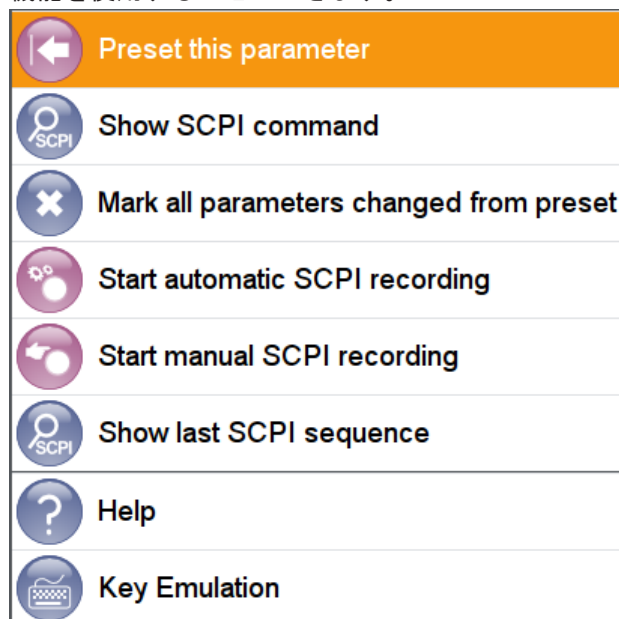 Preset this parameter
SCPI Show SCPI command
Mark all parameters changed from preset
Start automatic SCPI recording
Start manual SCPI recording
SCPI Show last SCPI sequence
? Help
Key Emulation